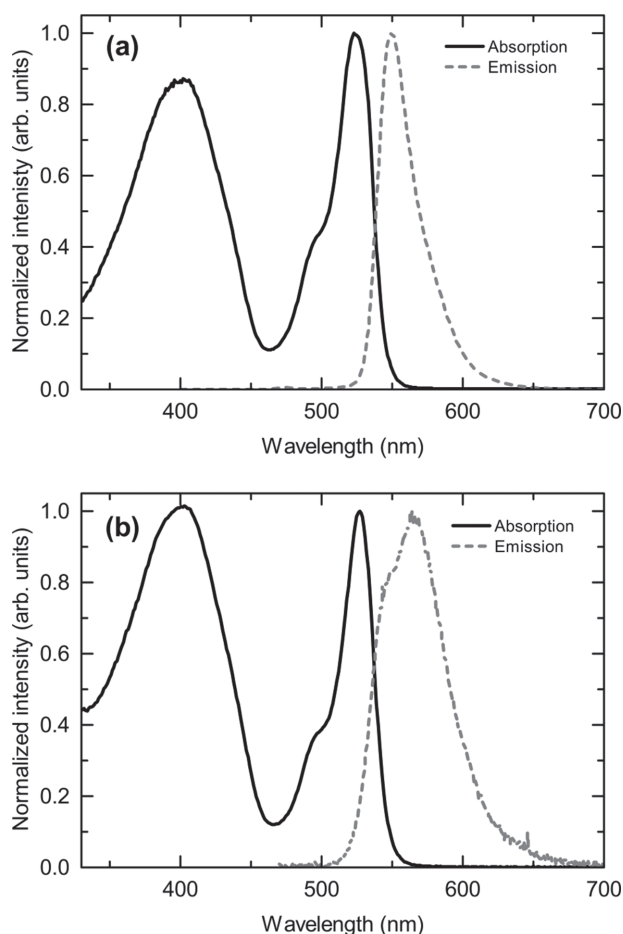 (a)
Absorption
Emission
Normalized intenisty (arb. units)
1.0
0.8
0.6
0.4
0.2
0.0
400 500 600 700
Wavelength (nm)
(b)
Absorption
Emission
Normalized intensity (arb. units)
1.0
0.8
0.6
0.4
0.2
0.0
400 500 600 700
Wavelength (nm)